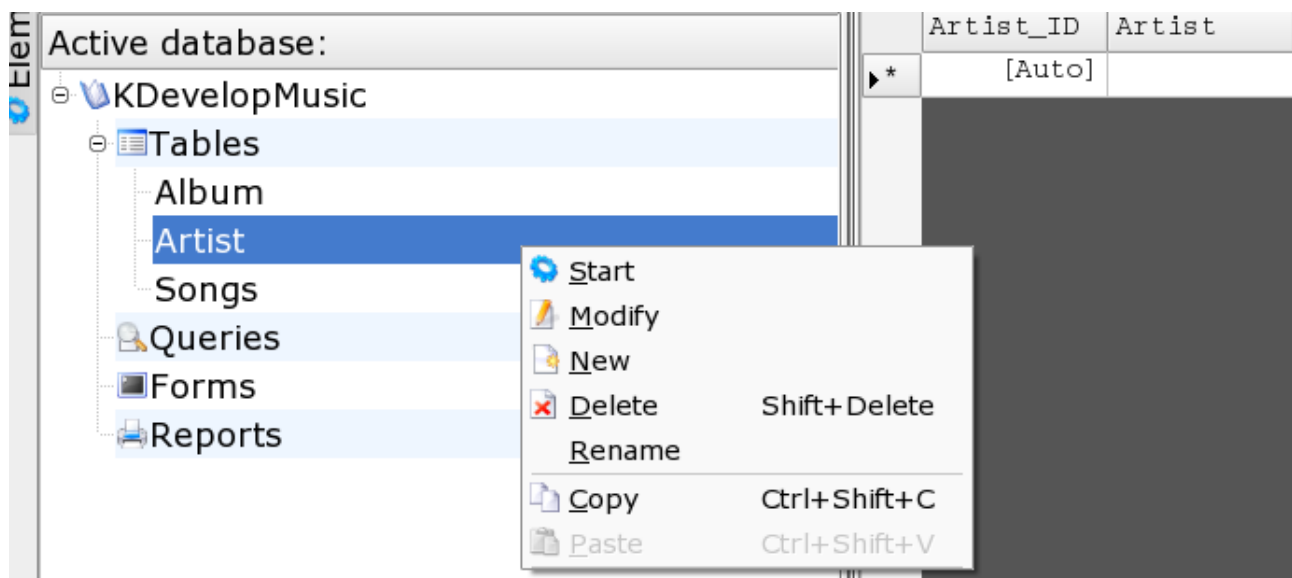 Elem
Active database:
KDevelopMusic
Tables
Album
Artist
Songs
Queries
Forms
Reports
Start
Modify
New
Delete Shift+Delete
Rename
Copy Ctrl+Shift+C
Paste Ctrl+Shift+V
Artist_ID Artist
* [Auto]